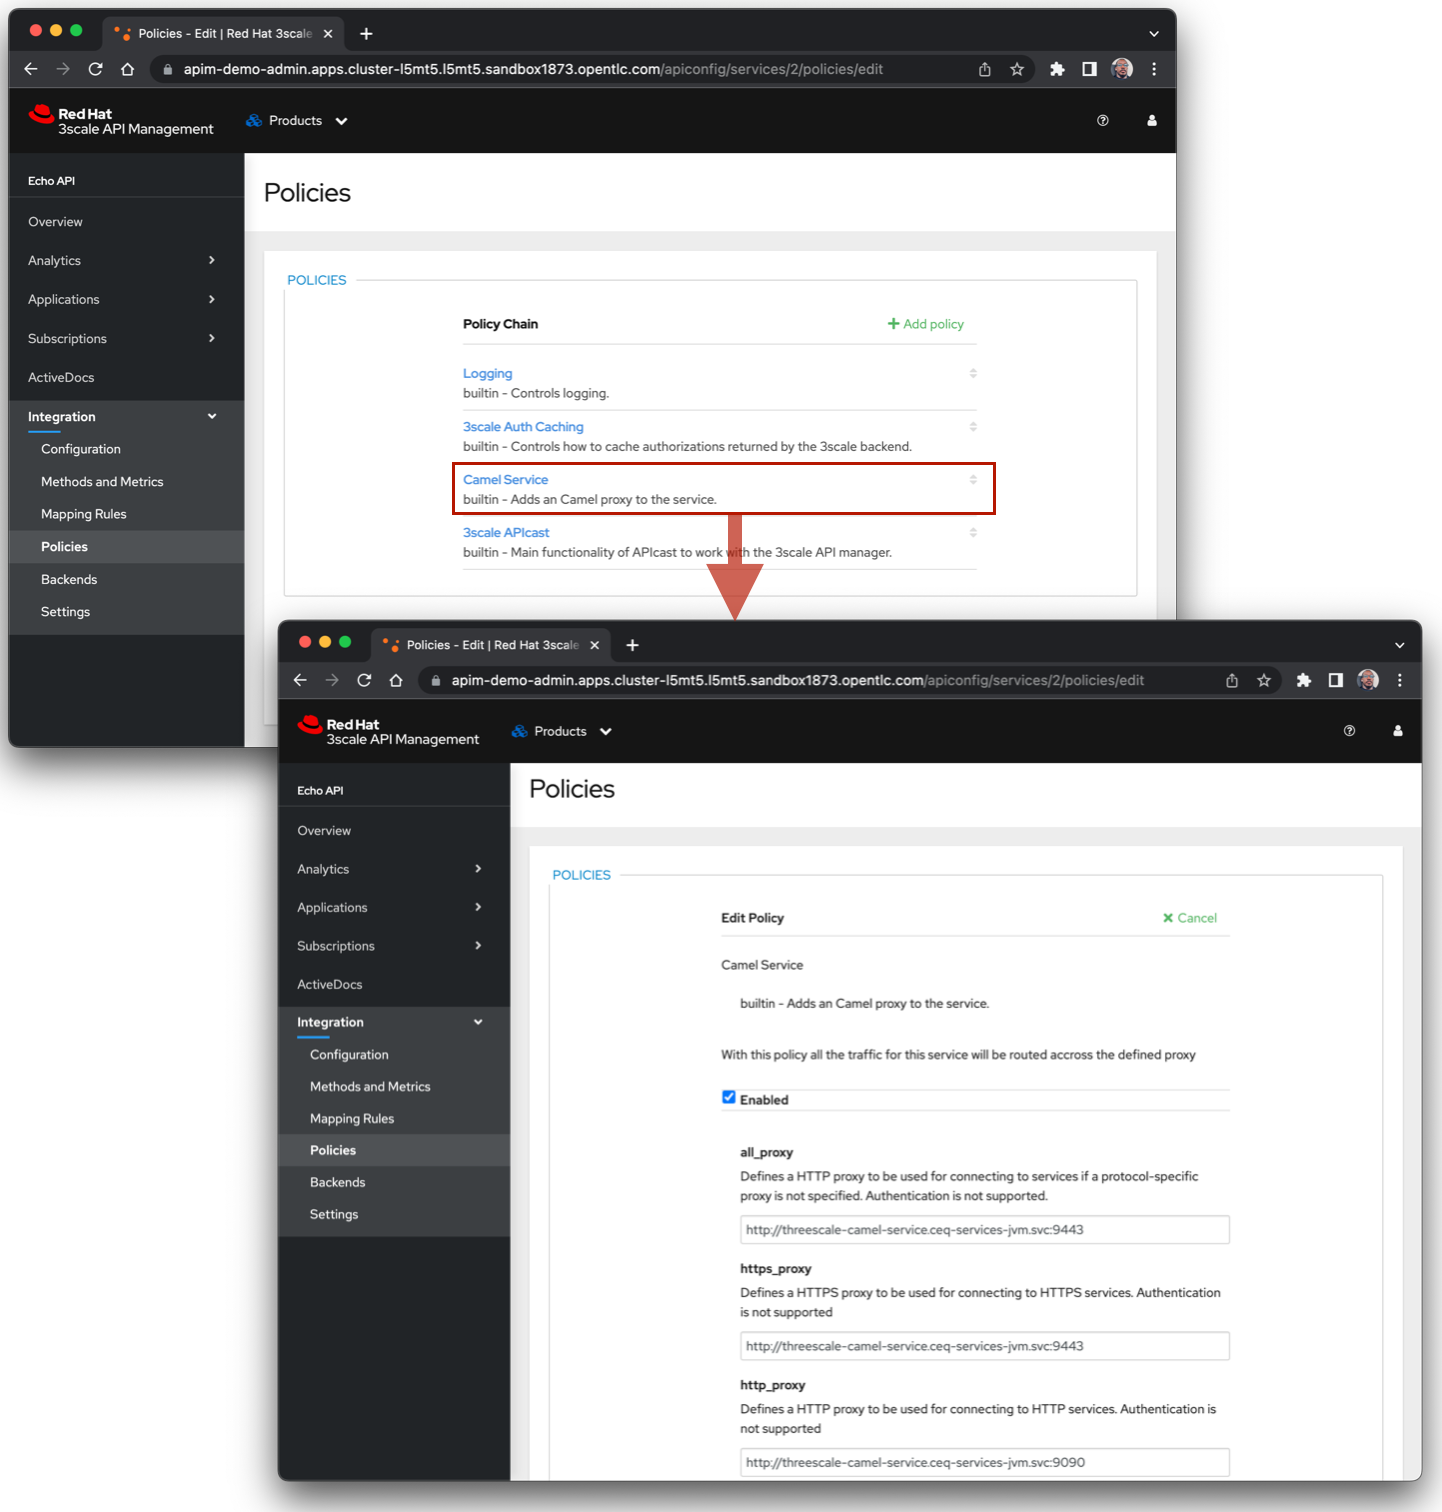 Policies - Edit | Red Hat 3scale
apim-demo-admin.apps.cluster-l5mt5.l5mt5.sandbox1873.opentlc.com/apiconfig/services/2/policies/edit
Red Hat
3scale API Management
Products
Echo API
Overview
Analytics
Applications
Subscriptions
ActiveDocs
Integration
Configuration
Methods and Metrics
Mapping Rules
Policies
Backends
Settings
Policies
POLICIES
Policy Chain
Add policy
Logging
builtin - Controls logging.
3scale Auth Caching
builtin - Controls how to cache authorizations returned by the 3scale backend.
Camel Service
builtin - Adds an Camel proxy to the service.
3scale APIcast
builtin - Main functionality of APIcast to work with the 3scale API manager.
Policies - Edit | Red Hat 3scale
apim-demo-admin.apps.cluster-l5mt5.l5mt5.sandbox1873.opentlc.com/apiconfig/services/2/policies/edit
Red Hat
3scale API Management
Products
Echo API
Overview
Analytics
Applications
Subscriptions
ActiveDocs
Integration
Configuration
Methods and Metrics
Mapping Rules
Policies
Backends
Settings
Policies
POLICIES
Edit Policy
Cancel
Camel Service
builtin - Adds an Camel proxy to the service.
With this policy all the traffic for this service will be routed accross the defined proxy
Enabled
all_proxy
Defines a HTTP proxy to be used for connecting to services if a protocol-specific
proxy is not specified. Authentication is not supported.
http://threescale-camel-service.ceq-services-jvm.svc:9443
https_proxy
Defines a HTTPS proxy to be used for connecting to HTTPS services. Authentication
is not supported
http://threescale-camel-service.ceq-services-jvm.svc:9443
http_proxy
Defines a HTTP proxy to be used for connecting to HTTP services. Authentication is
not supported
http://threescale-camel-service.ceq-services-jvm.svc:9090